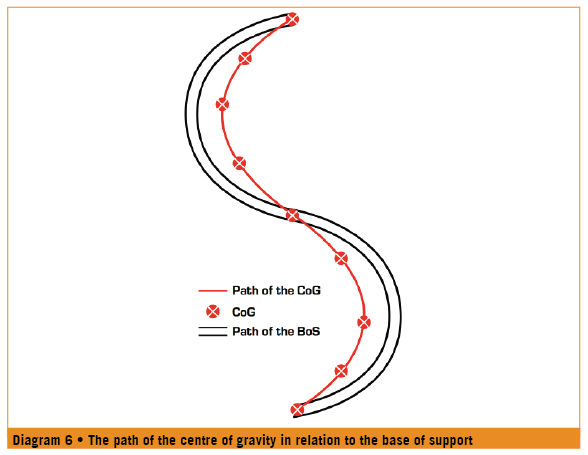 Path of the CoG
CoG
Path of the BoS
Diagram 6 • The path of the centre of gravity in relation to the base of support